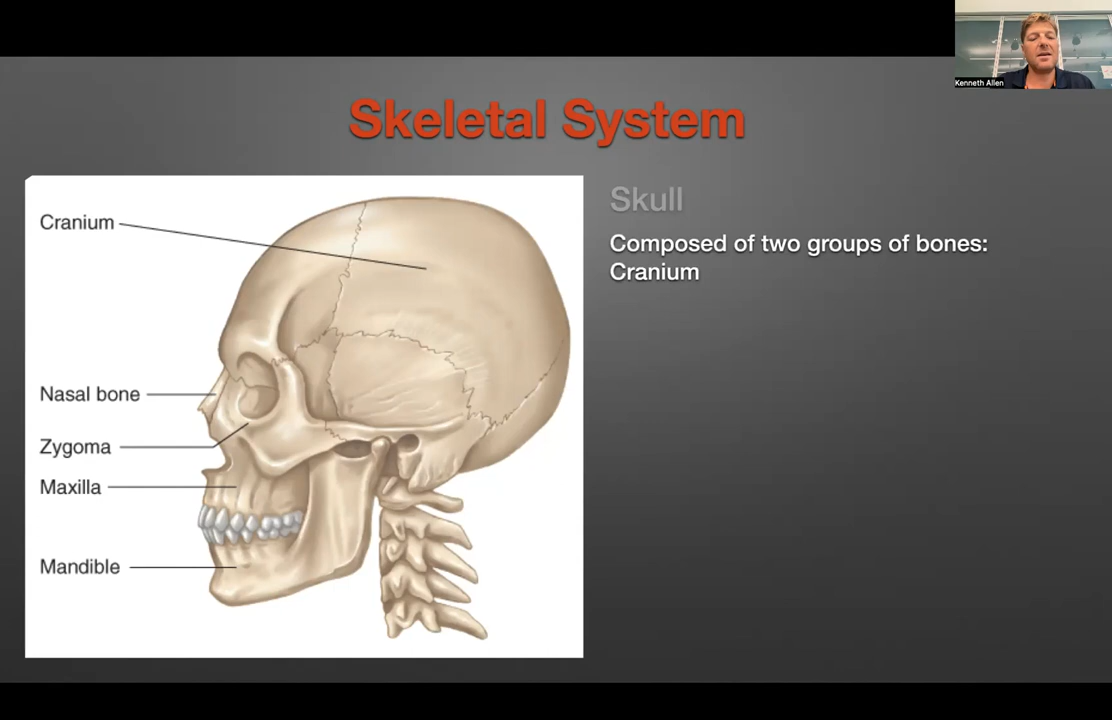 Kenneth Allen
Skeletal System
Skull
Composed of two groups of bones:
Cranium
Cranium
Nasal bone
Zygoma
Maxilla
Mandible